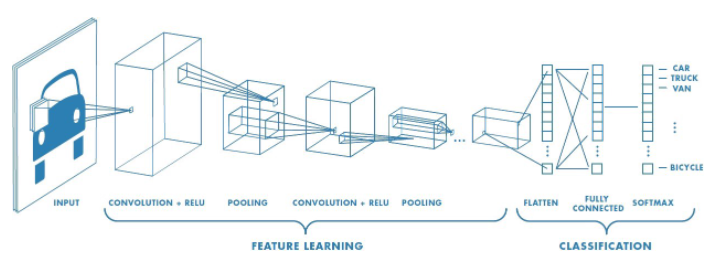 CAR
TRUCK
VAN
BICYCLE
INPUT
CONVOLUTION + RELU
POOLING
CONVOLUTION + RELU
POOLING
FLATTEN
FULLY
CONNECTED
SOFTMAX
FEATURE LEARNING
CLASSIFICATION